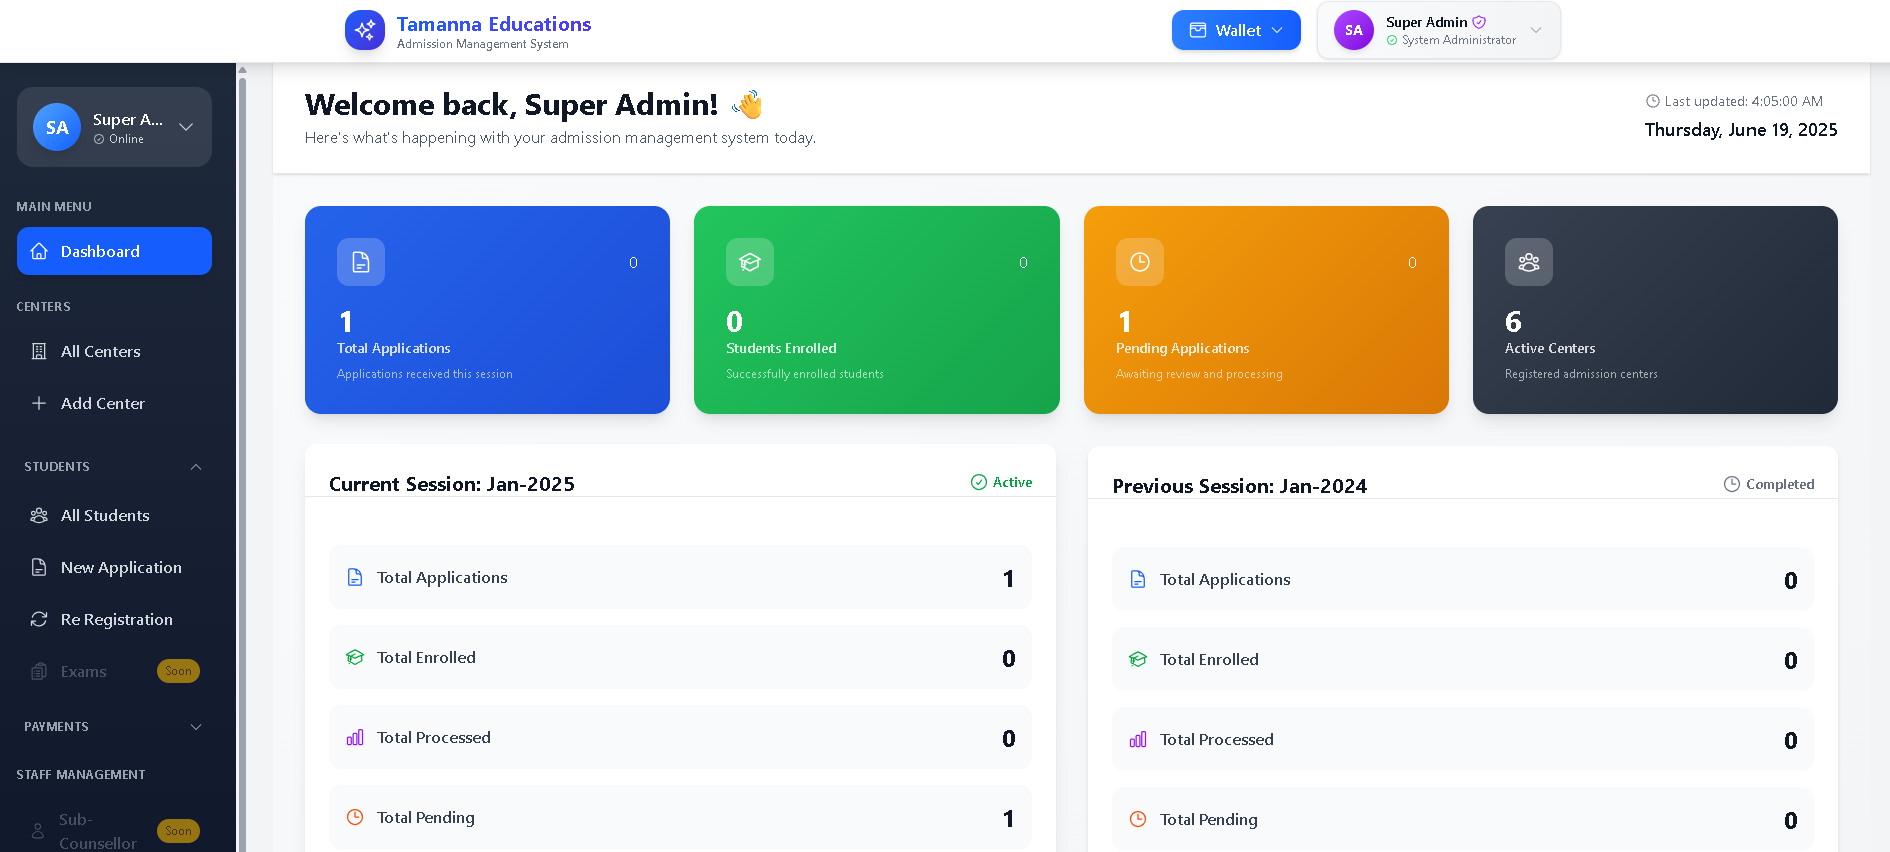 Tamanna Educations
Admission Management System
Wallet
SA
Super Admin
System Administrator
SA
Super A...
Online
MAIN MENU
Dashboard
CENTERS
All Centers
Add Center
STUDENTS
All Students
New Application
Re Registration
Exams
Soon
PAYMENTS
STAFF MANAGEMENT
Sub-
Counsellor
Soon
Welcome back, Super Admin! 👋
Here's what's happening with your admission management system today.
Last updated: 4:05:00 AM
Thursday, June 19, 2025
0
1
Total Applications
Applications received this session
0
0
Students Enrolled
Successfully enrolled students
0
1
Pending Applications
Awaiting review and processing
6
Active Centers
Registered admission centers
Current Session: Jan-2025
Active
Total Applications
1
Total Enrolled
0
Total Processed
0
Total Pending
1
Previous Session: Jan-2024
Completed
Total Applications
0
Total Enrolled
0
Total Processed
0
Total Pending
0